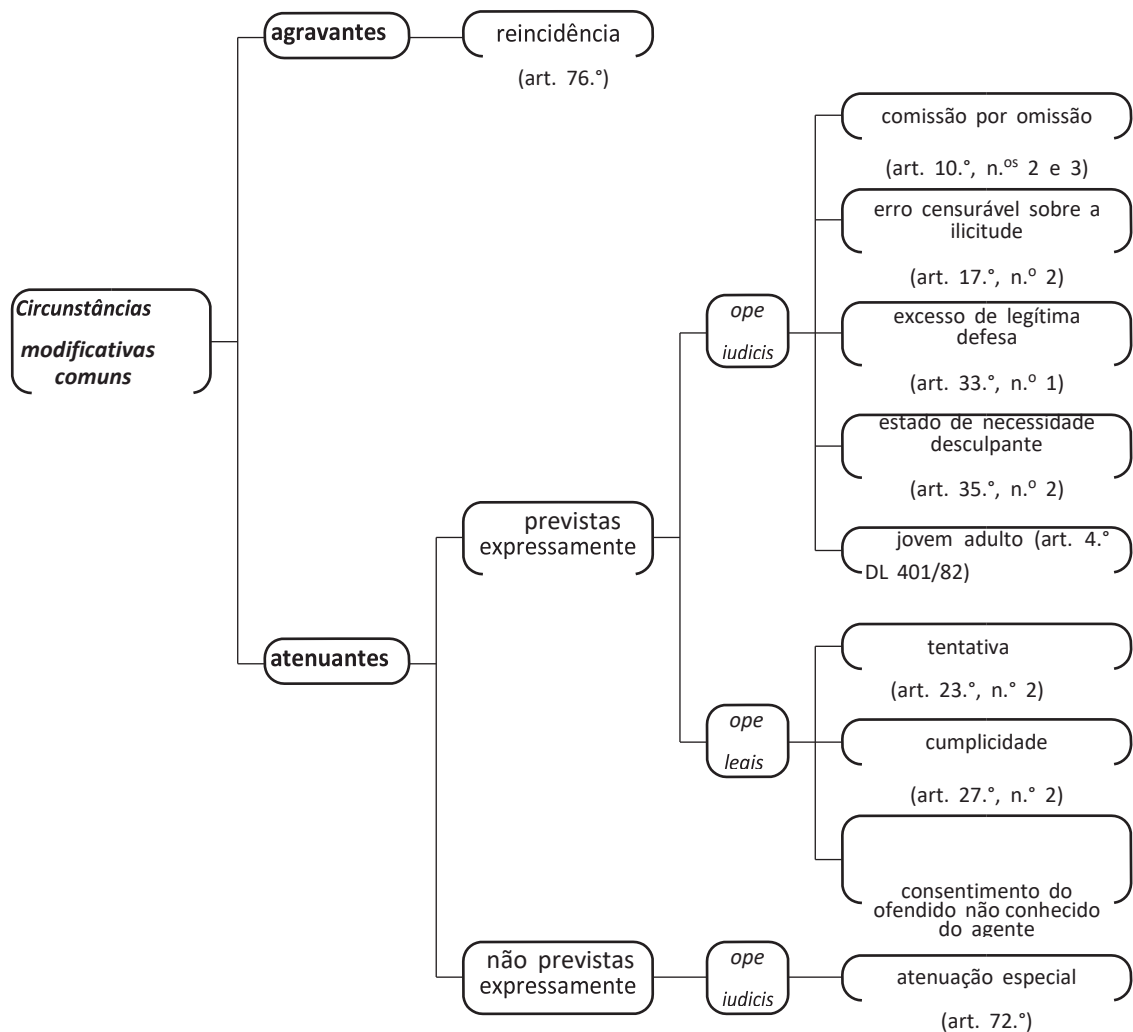 agravantes
reincidência
(art. 76.°)
comissão por omissão
(art. 10.°, n.os 2 e 3)
erro censurável sobre a
ilicitude
(art. 17.°, n.o 2)
Circunstâncias
modificativas
comuns
ope
iudicis
excesso de legítima
defesa
(art. 33.°, n.o 1)
estado de necessidade
desculpante
(art. 35.°, n.o 2)
previstas
expressamente
jovem adulto (art. 4.°
DL 401/82)
atenuantes
tentativa
(art. 23.°, n.° 2)
ope
legis
cumplicidade
(art. 27.°, n.° 2)
consentimento do
ofendido não conhecido
do agente
não previstas
expressamente
ope
iudicis
atenuação especial
(art. 72.°)